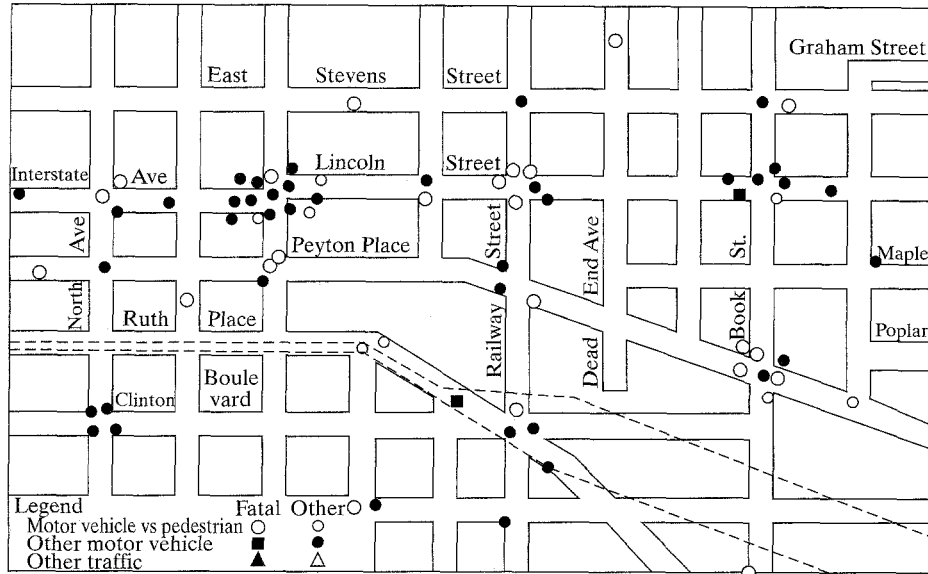 Graham Street
East Stevens Street
Interstate Ave Lincoln Street
North Ave
Peyton Place
Railway Street
Dead End Ave
Book St.
Maple
Ruth Place
Poplar
Clinton Boule
vard
Legend Fatal Other
Motor vehicle vs pedestrian
Other motor vehicle
Other traffic